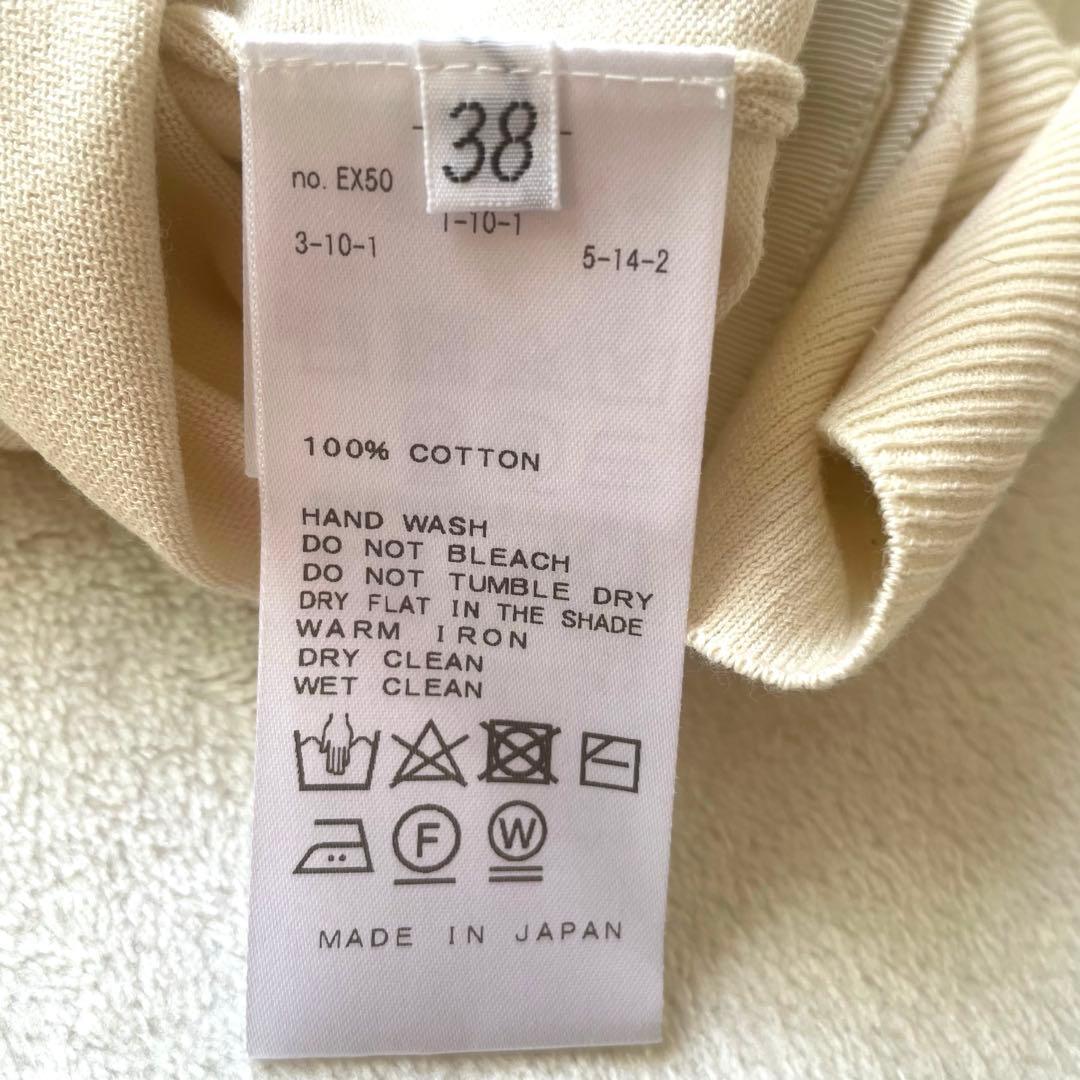 38
no. EX50
1-10-1
3-10-1
5-14-2
100% COTTON
HAND WASH
DO NOT BLEACH
DO NOT TUMBLE DRY
DRY FLAT IN THE SHADE
WARM IRON
DRY CLEAN
WET CLEAN
F W
MADE IN JAPAN